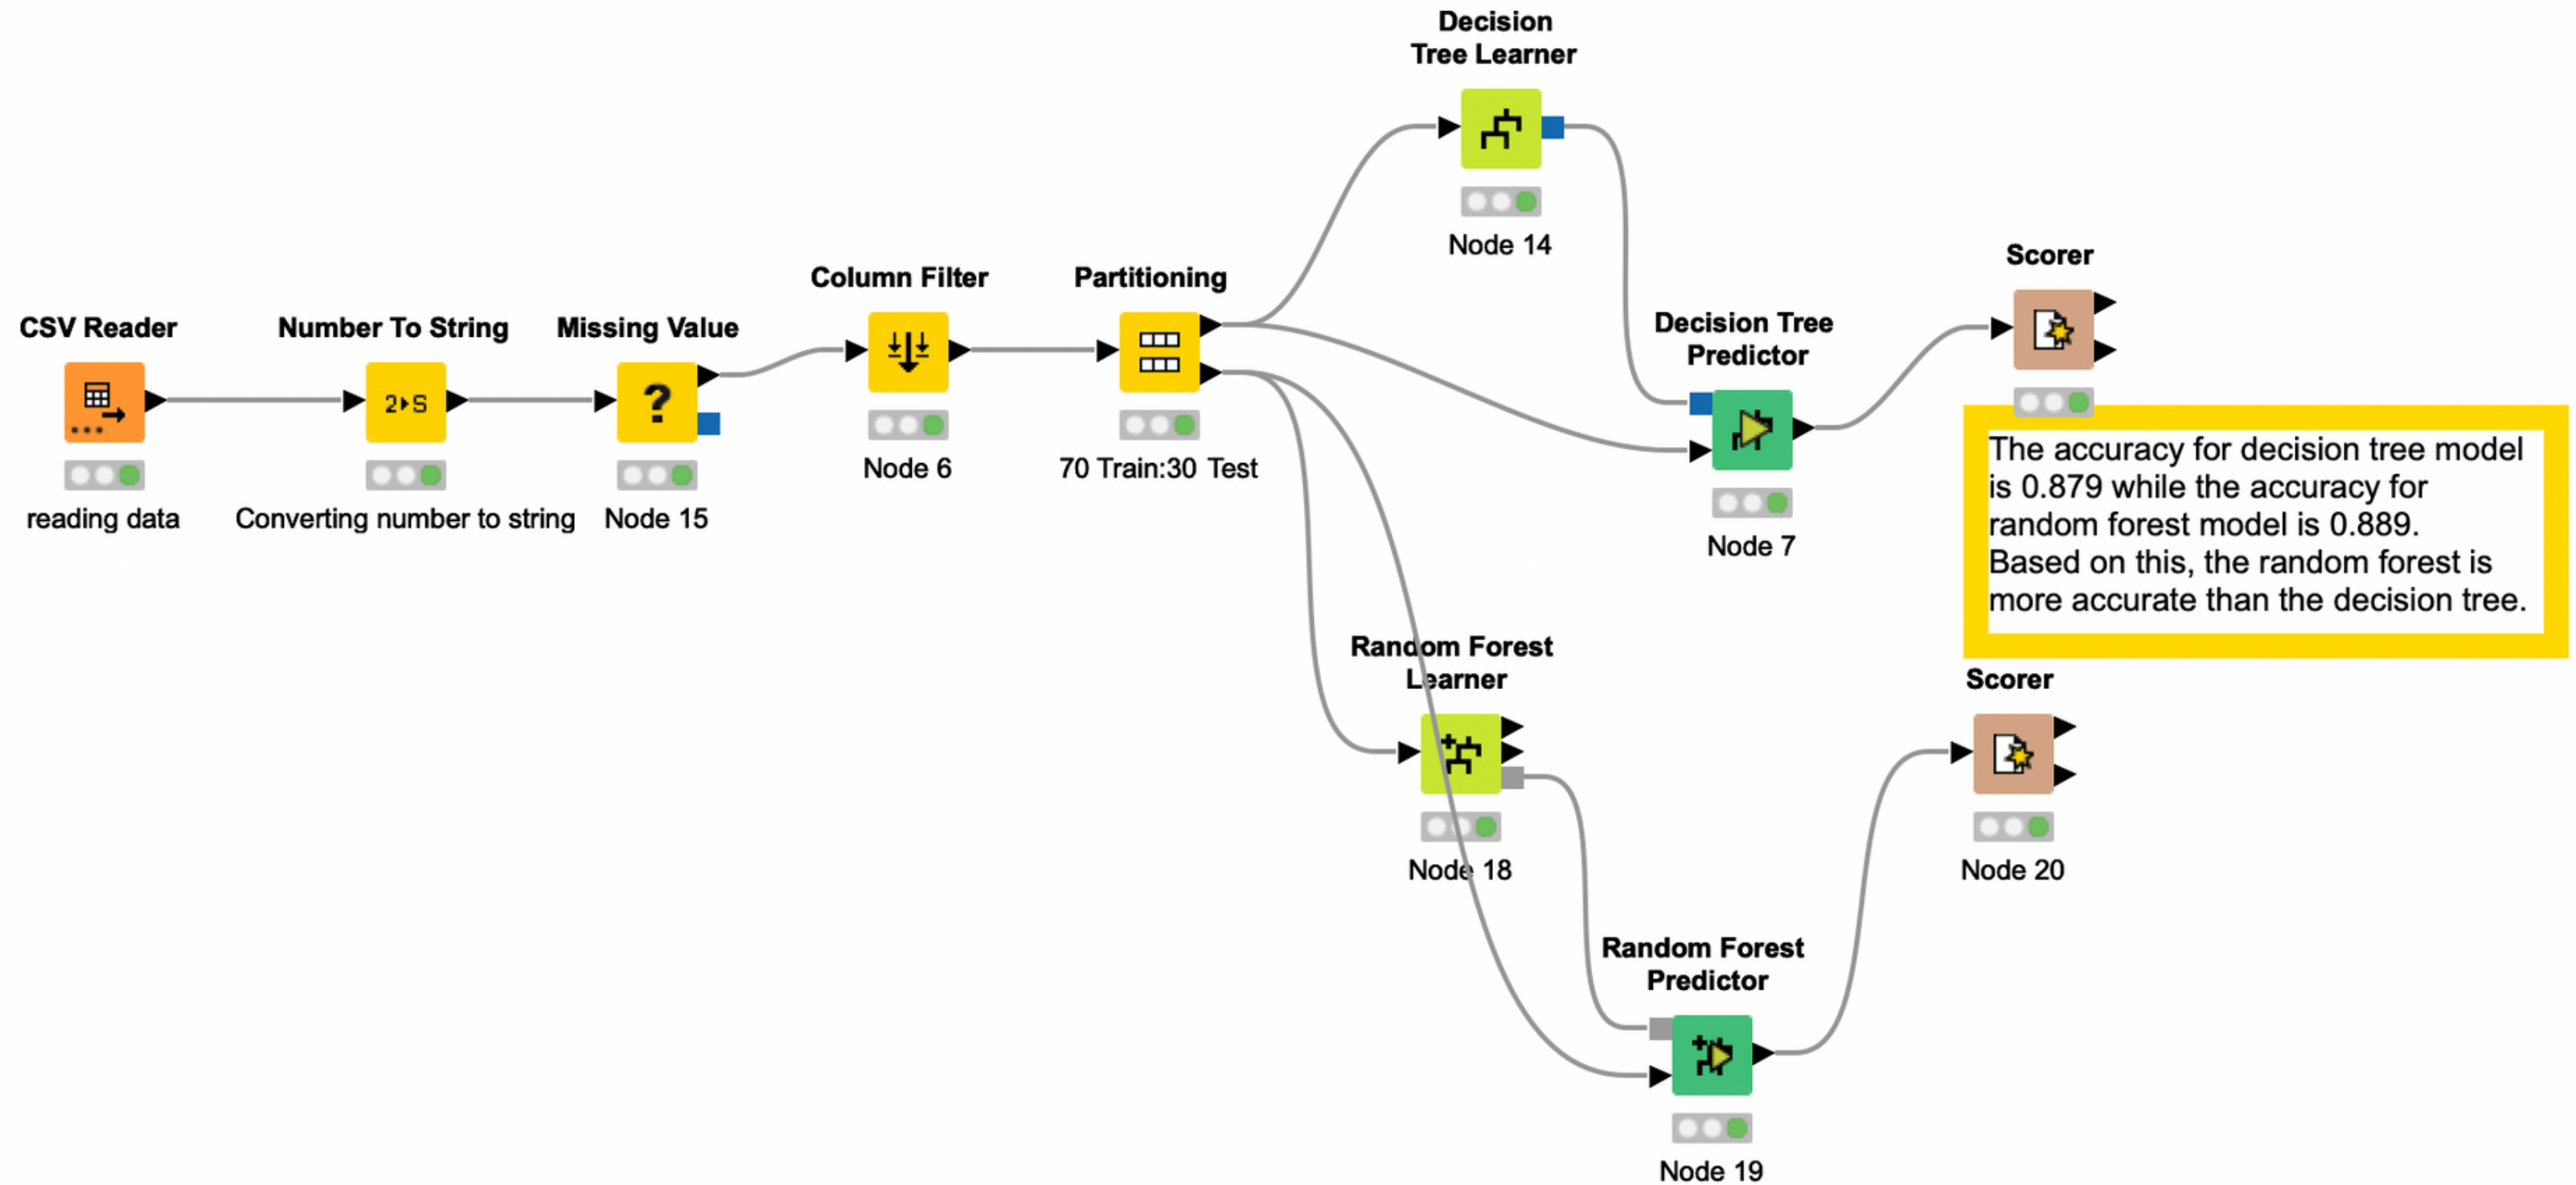 Decision
Tree Learner
Node 14
CSV Reader
reading data
Number To String
2▸S
Converting number to string
Missing Value
?
Node 15
Column Filter
Node 6
Partitioning
70 Train:30 Test
Decision Tree
Predictor
Node 7
Scorer
The accuracy for decision tree model
is 0.879 while the accuracy for
random forest model is 0.889.
Based on this, the random forest is
more accurate than the decision tree.
Random Forest
Learner
Node 18
Random Forest
Predictor
Node 19
Scorer
Node 20